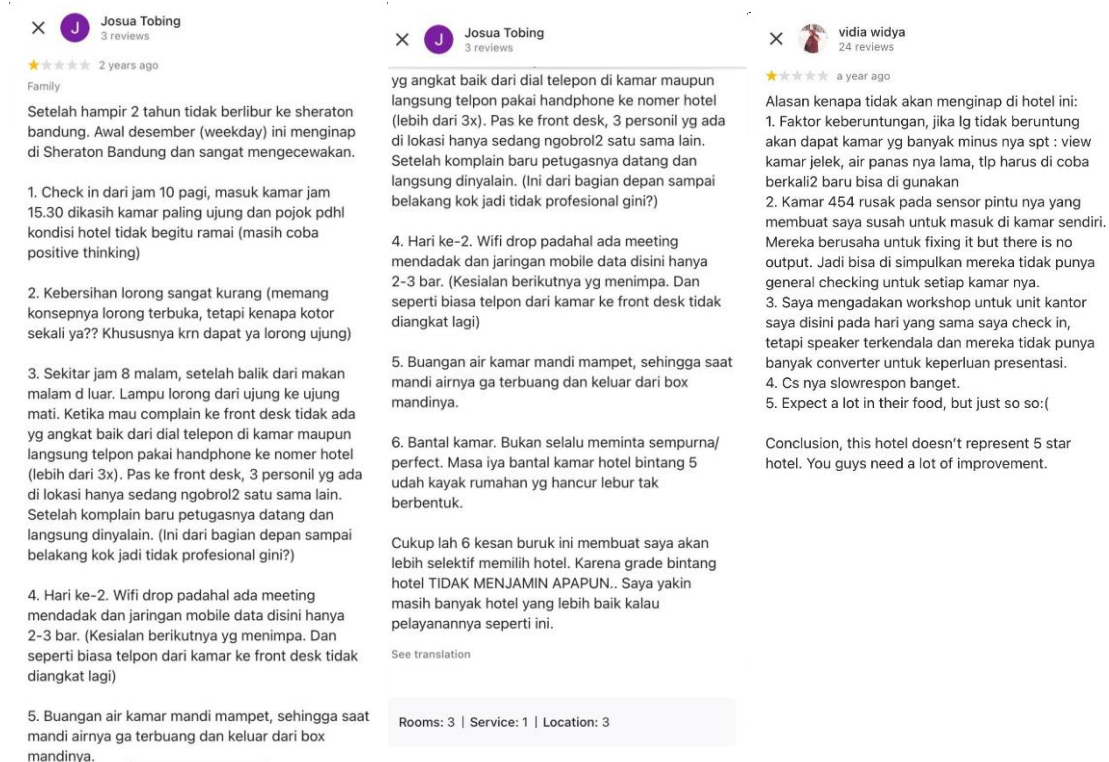 Josua Tobing
3 reviews
2 years ago
Family
Setelah hampir 2 tahun tidak berlibur ke sheraton
bandung. Awal desember (weekday) ini menginap
di Sheraton Bandung dan sangat mengecewakan.
1. Check in dari jam 10 pagi, masuk kamar jam
15.30 dikasih kamar paling ujung dan pojok pdhl
kondisi hotel tidak begitu ramai (masih coba
positive thinking)
2. Kebersihan lorong sangat kurang (memang
konsepnya lorong terbuka, tetapi kenapa kotor
sekali ya?? Khususnya krn dapat ya lorong ujung)
3. Sekitar jam 8 malam, setelah balik dari makan
malam d luar. Lampu lorong dari ujung ke ujung
mati. Ketika mau complain ke front desk tidak ada
yg angkat baik dari dial telepon di kamar maupun
langsung telpon pakai handphone ke nomer hotel
(lebih dari 3x). Pas ke front desk, 3 personil yg ada
di lokasi hanya sedang ngobrol2 satu sama lain.
Setelah komplain baru petugasnya datang dan
langsung dinyalain. (Ini dari bagian depan sampai
belakang kok jadi tidak profesional gini?)
4. Hari ke-2. Wifi drop padahal ada meeting
mendadak dan jaringan mobile data disini hanya
2-3 bar. (Kesialan berikutnya yg menimpa. Dan
seperti biasa telpon dari kamar ke front desk tidak
diangkat lagi)
5. Buangan air kamar mandi mampet, sehingga saat
mandi airnya ga terbuang dan keluar dari box
mandinya.
Josua Tobing
3 reviews
yg angkat baik dari dial telepon di kamar maupun
langsung telpon pakai handphone ke nomer hotel
(lebih dari 3x). Pas ke front desk, 3 personil yg ada
di lokasi hanya sedang ngobrol2 satu sama lain.
Setelah komplain baru petugasnya datang dan
langsung dinyalain. (Ini dari bagian depan sampai
belakang kok jadi tidak profesional gini?)
4. Hari ke-2. Wifi drop padahal ada meeting
mendadak dan jaringan mobile data disini hanya
2-3 bar. (Kesialan berikutnya yg menimpa. Dan
seperti biasa telpon dari kamar ke front desk tidak
diangkat lagi)
5. Buangan air kamar mandi mampet, sehingga saat
mandi airnya ga terbuang dan keluar dari box
mandinya.
6. Bantal kamar. Bukan selalu meminta sempurna/
perfect. Masa iya bantal kamar hotel bintang 5
udah kayak rumahan yg hancur lebur tak
berbentuk.
Cukup lah 6 kesan buruk ini membuat saya akan
lebih selektif memilih hotel. Karena grade bintang
hotel TIDAK MENJAMIN APAPUN.. Saya yakin
masih banyak hotel yang lebih baik kalau
pelayanannya seperti ini.
See translation
Rooms: 3 | Service: 1 | Location: 3
vidia widya
24 reviews
a year ago
Alasan kenapa tidak akan menginap di hotel ini:
1. Faktor keberuntungan, jika lg tidak beruntung
akan dapat kamar yg banyak minus nya spt : view
kamar jelek, air panas nya lama, tlp harus di coba
berkali2 baru bisa di gunakan
2. Kamar 454 rusak pada sensor pintu nya yang
membuat saya susah untuk masuk di kamar sendiri.
Mereka berusaha untuk fixing it but there is no
output. Jadi bisa di simpulkan mereka tidak punya
general checking untuk setiap kamar nya.
3. Saya mengadakan workshop untuk unit kantor
saya disini pada hari yang sama saya check in,
tetapi speaker terkendala dan mereka tidak punya
banyak converter untuk keperluan presentasi.
4. Cs nya slowrespon banget.
5. Expect a lot in their food, but just so so:(
Conclusion, this hotel doesn't represent 5 star
hotel. You guys need a lot of improvement.